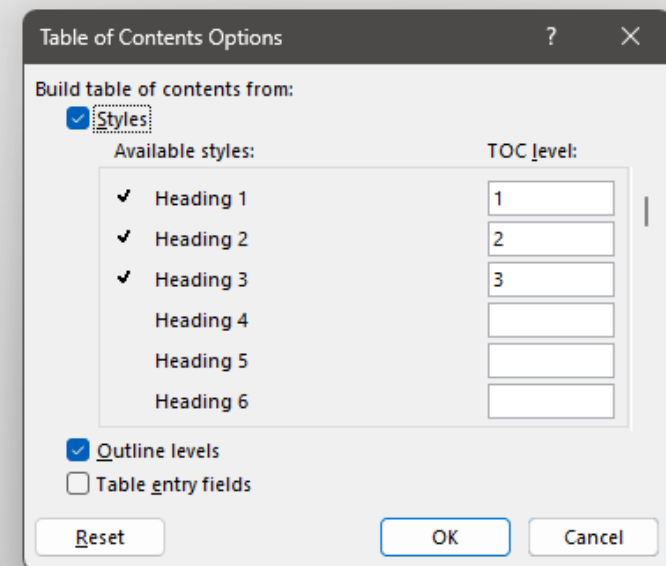 Table of Contents Options ? ×
Build table of contents from:
Styles
Available styles: TOC level:
Heading 1 1
Heading 2 2
Heading 3 3
Heading 4
Heading 5
Heading 6
Outline levels
Table entry fields
Reset OK Cancel